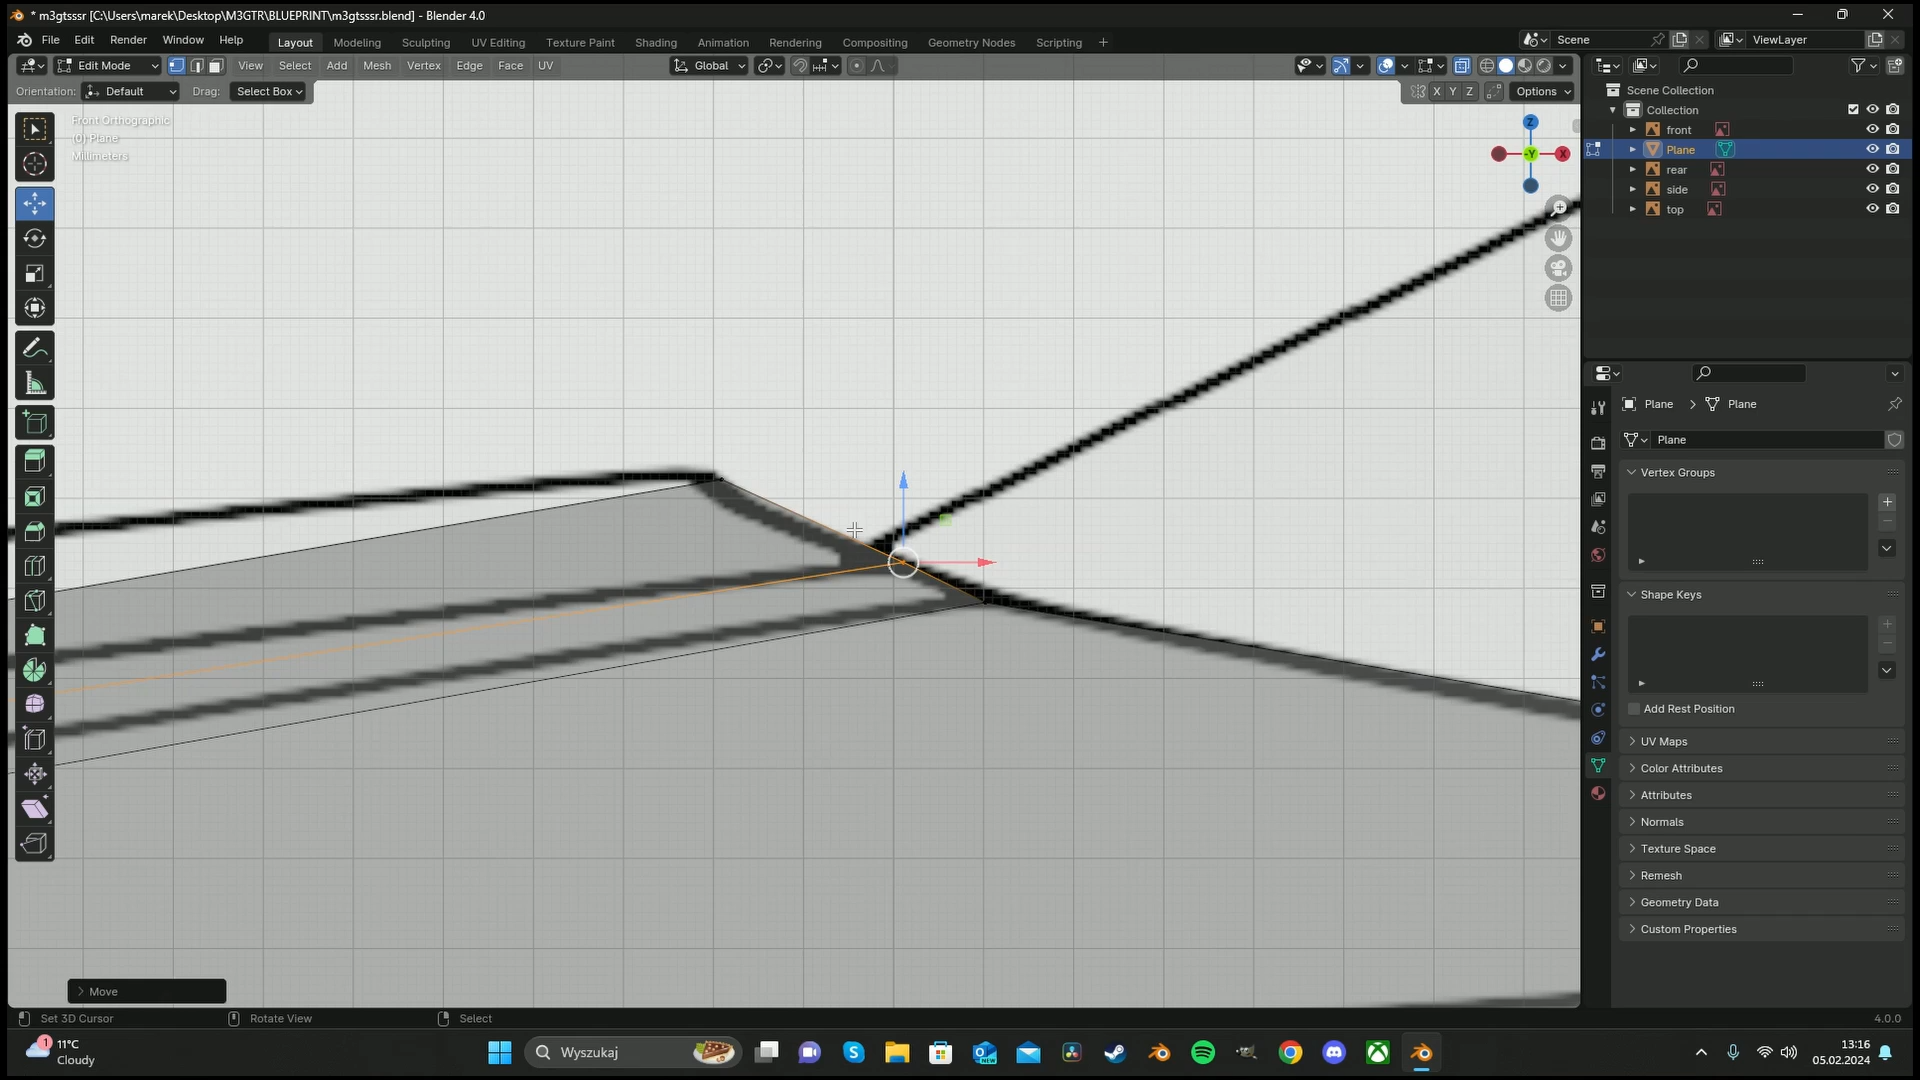 * m3gtsssr [C:\Users\marek\Desktop\M3GTR\BLUEPRINT\m3gtsssr.blend] - Blender 4.0
File Edit Render Window Help Layout Modeling Sculpting UV Editing Texture Paint Shading Animation Rendering Compositing Geometry Nodes Scripting + Scene ViewLayer
Edit Mode View Select Add Mesh Vertex Edge Face UV Global
Orientation: Default Drag: Select Box X Y Z Options
Front Orthographic
(0) Plane
Millimeters
Z
-Y X
Scene Collection
Collection
front
Plane
rear
side
top
Plane > Plane
Plane
Vertex Groups
Shape Keys
Add Rest Position
UV Maps
Color Attributes
Attributes
Normals
Texture Space
Remesh
Geometry Data
Custom Properties
> Move
Set 3D Cursor Rotate View Select 4.0.0
1
11°C
Cloudy
Wyszukaj
NEW
13:16
05.02.2024